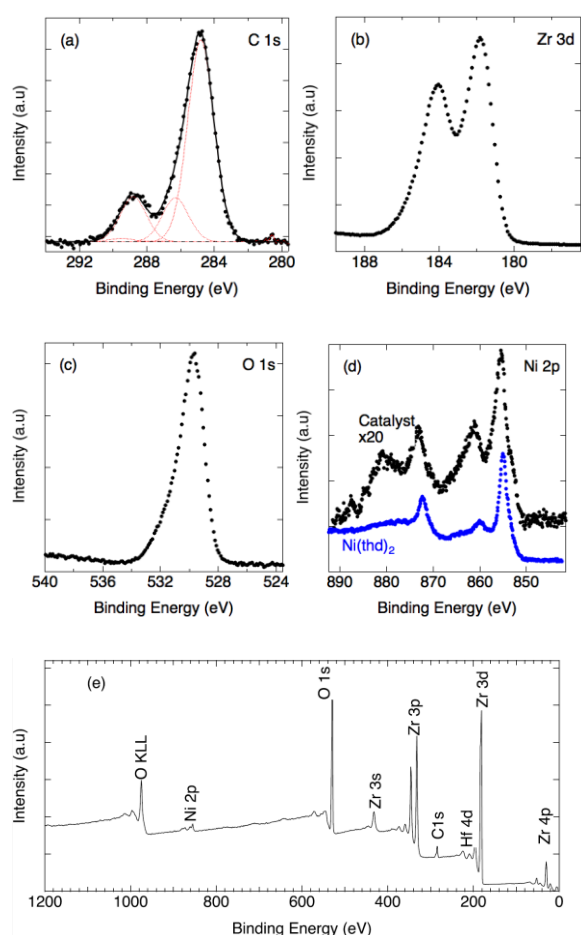 (a) C 1s
Intensity (a.u)
292 288 284 280
Binding Energy (eV)
(b) Zr 3d
Intensity (a.u)
188 184 180
Binding Energy (eV)
(c) O 1s
Intensity (a.u)
540 536 532 528 524
Binding Energy (eV)
(d) Ni 2p
Catalyst
x20
Ni(thd)2
Intensity (a.u)
890 880 870 860 850
Binding Energy (eV)
(e)
O KLL
Ni 2p
O 1s
Zr 3s
Zr 3p
C1s
Hf 4d
Zr 3d
Zr 4p
Intensity (a.u)
1200 1000 800 600 400 200 0
Binding Energy (eV)